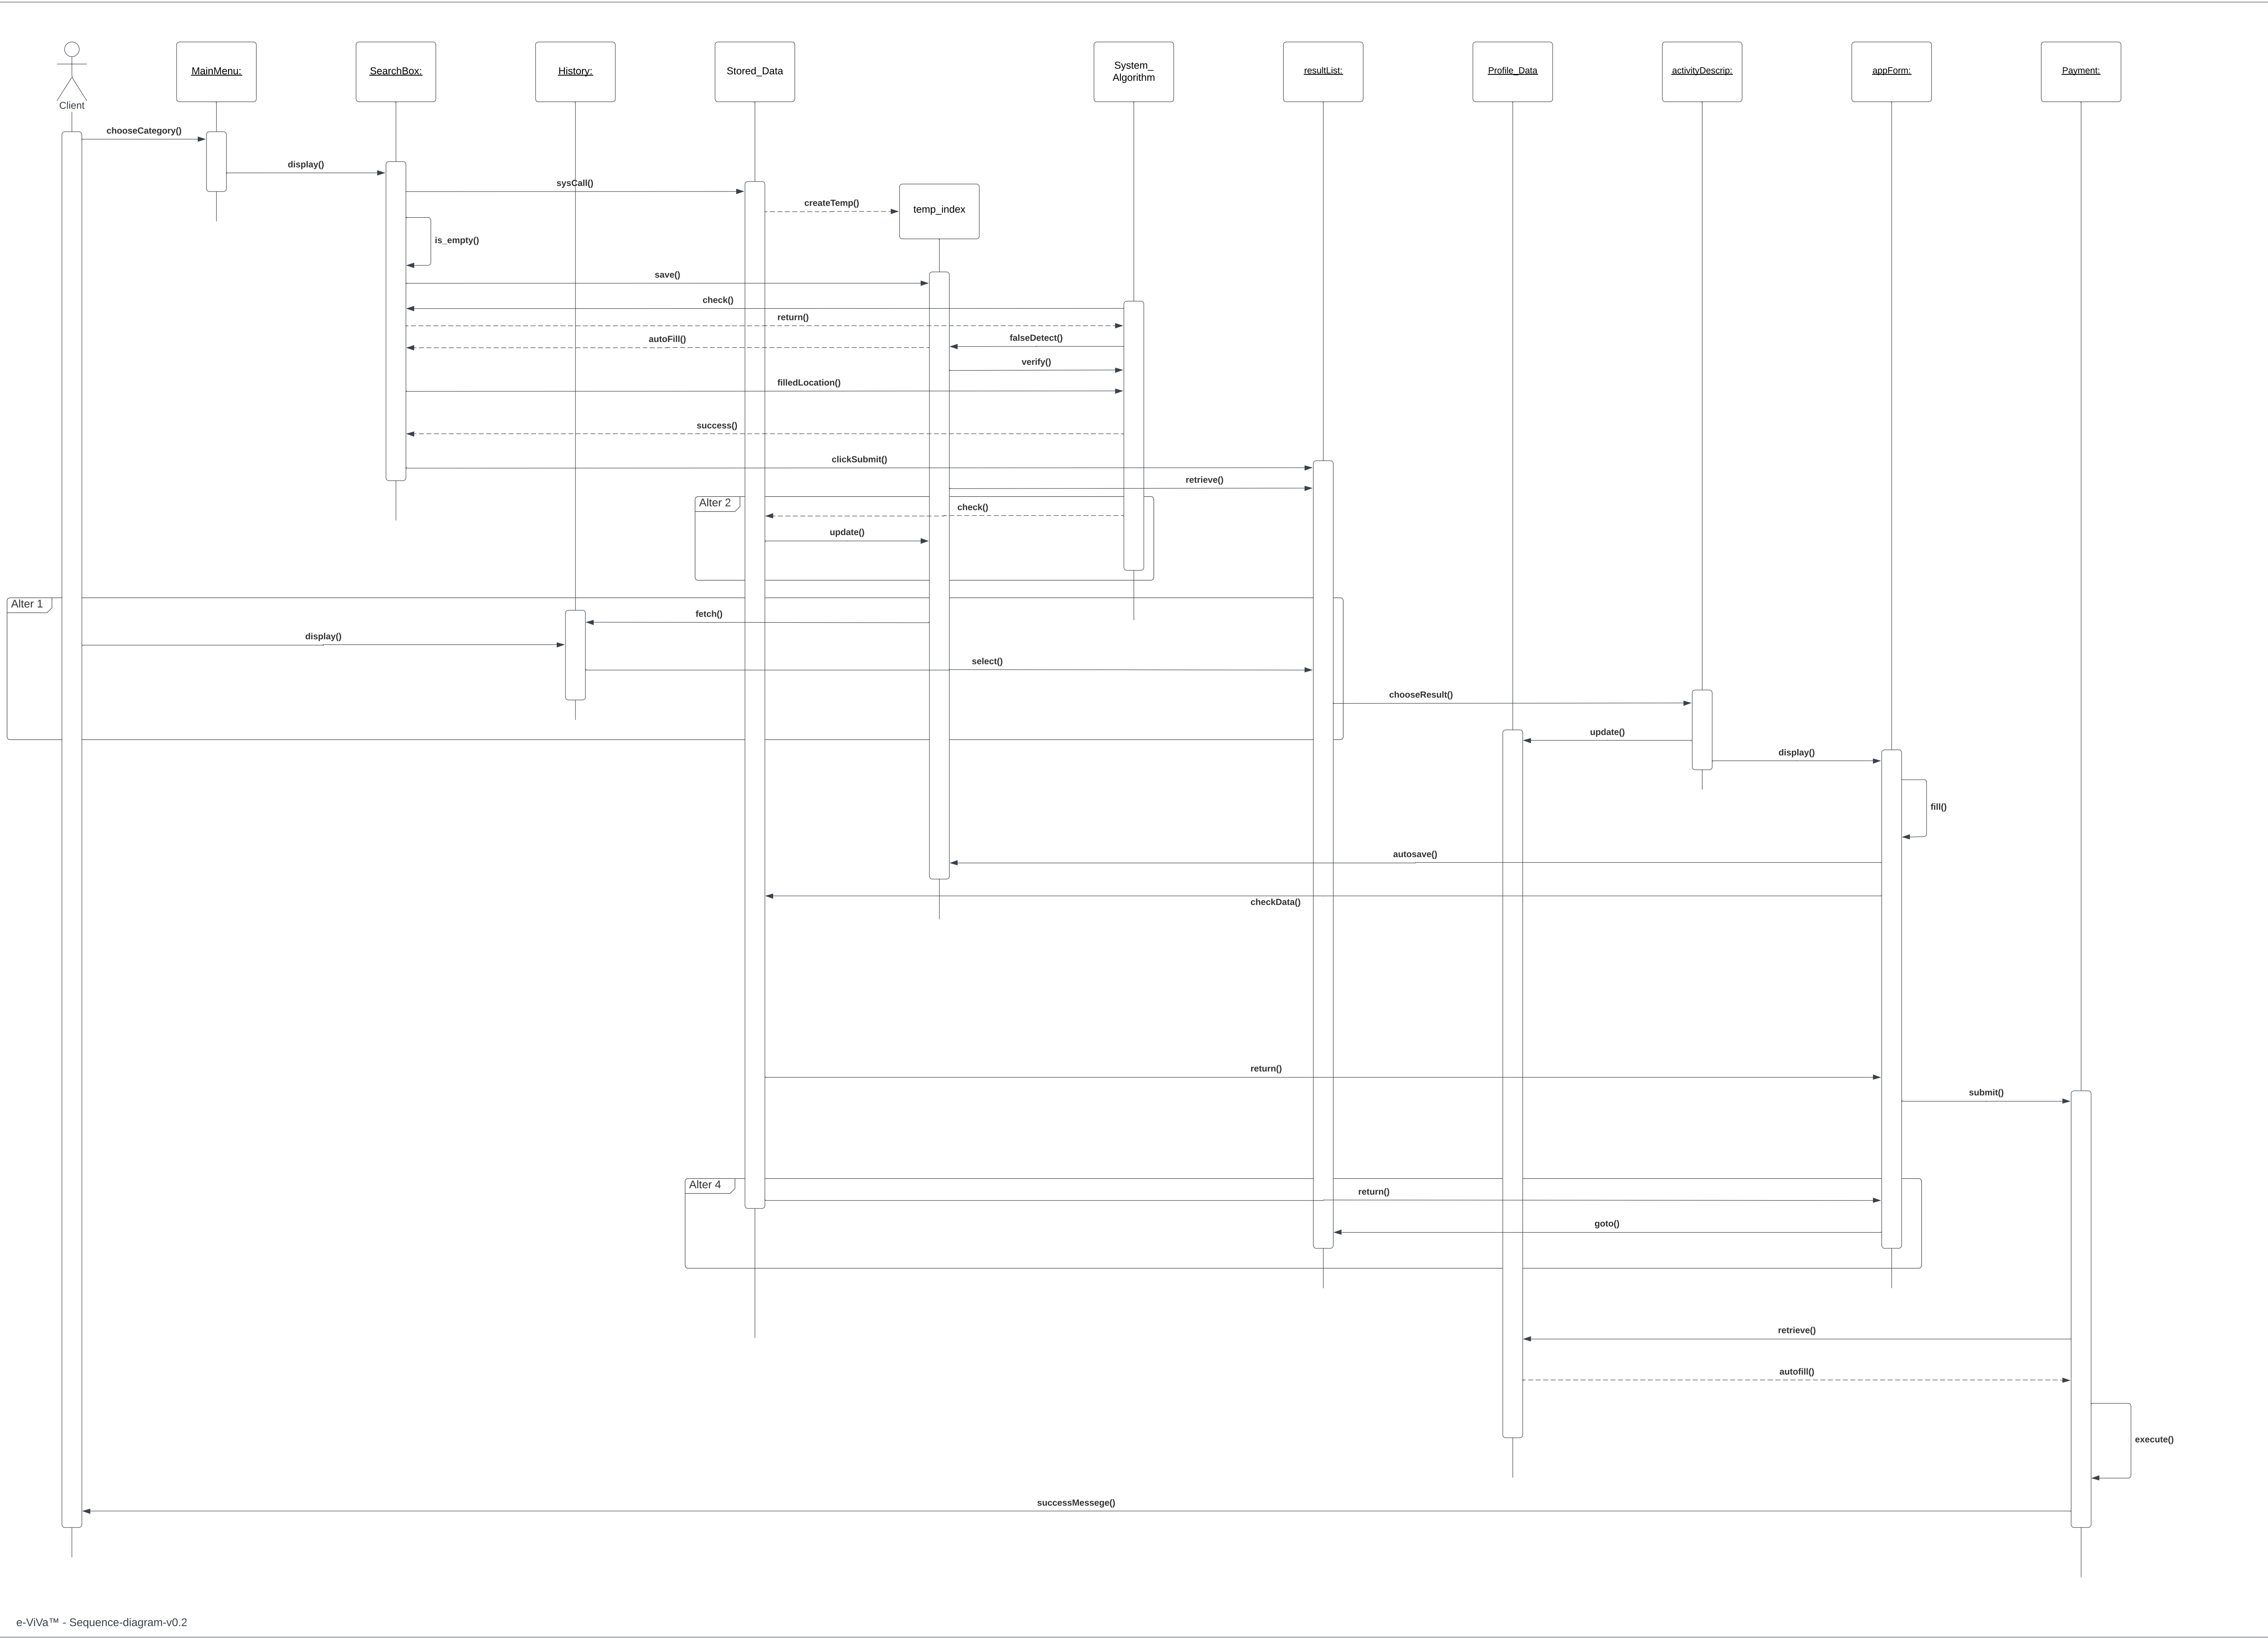 Client
MainMenu:
SearchBox:
History:
Stored_Data
System_
Algorithm
resultList:
Profile_Data
activityDescrip:
appForm:
Payment:
chooseCategory()
display()
sysCall()
createTemp()
temp_index
is_empty()
save()
check()
return()
falseDetect()
autoFill()
verify()
filledLocation()
success()
clickSubmit()
retrieve()
Alter 2
check()
update()
Alter 1
fetch()
display()
select()
chooseResult()
update()
display()
fill()
autosave()
checkData()
return()
submit()
Alter 4
return()
goto()
retrieve()
autofill()
execute()
successMessege()
e-ViVa™ - Sequence-diagram-v0.2